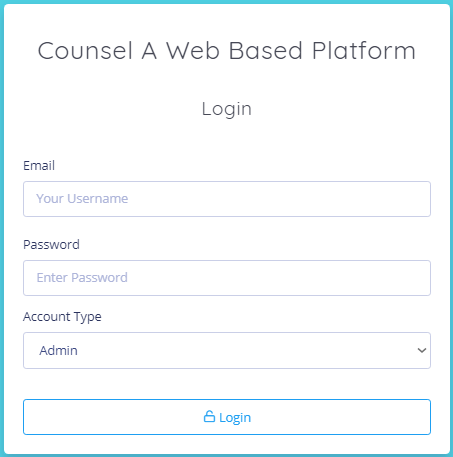 Counsel A Web Based Platform
Login
Email
Your Username
Password
Enter Password
Account Type
Admin
Login